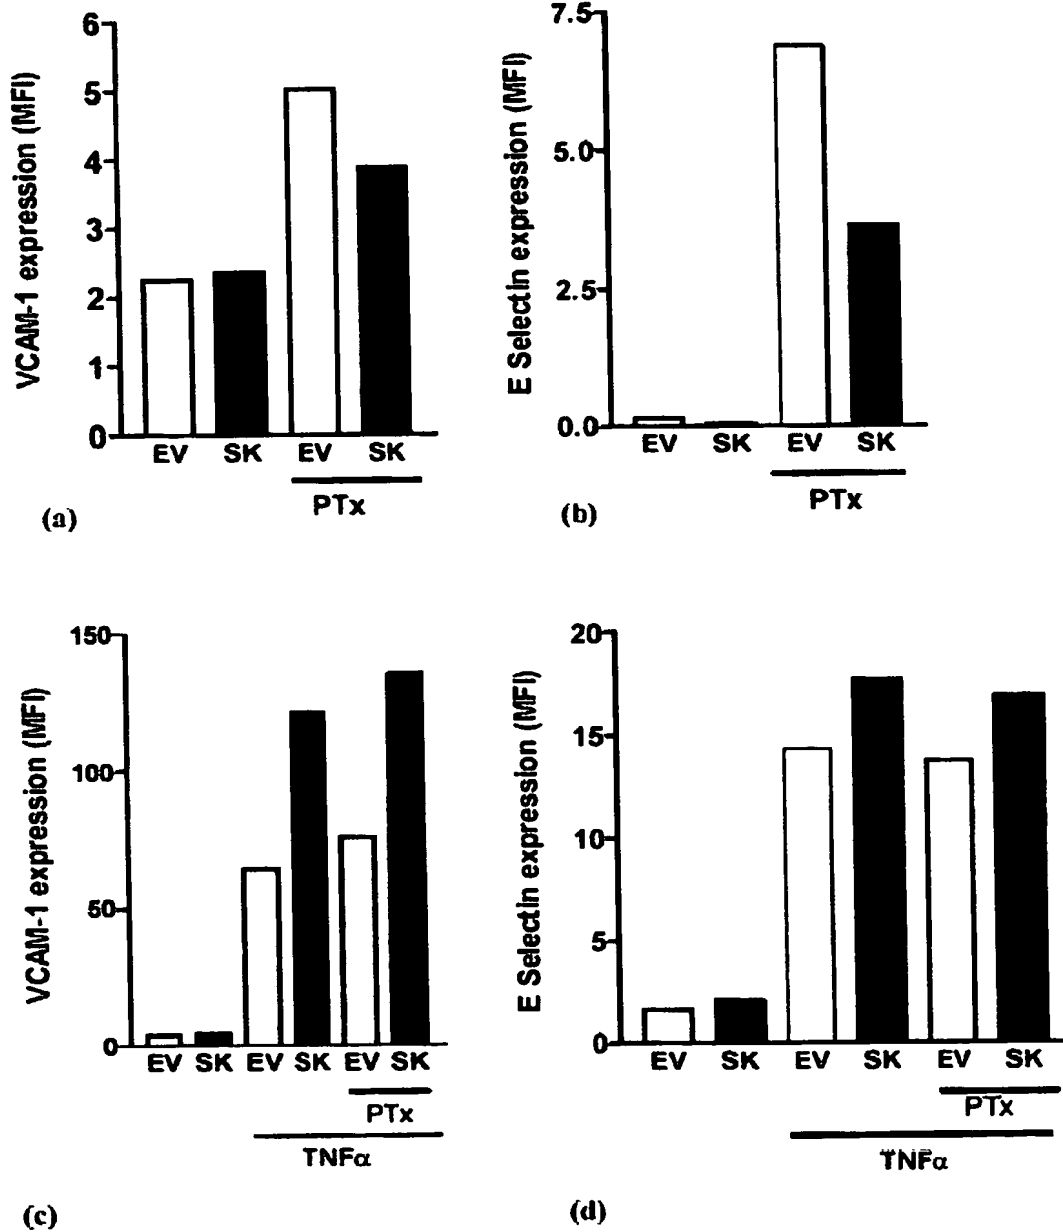 VCAM-1 expression (MFI)
6
5
4
3
2
1
0
EV SK EV SK
PTx
(a)
E Selectin expression (MFI)
7.5
5.0
2.5
0.0
EV SK EV SK
PTx
(b)
VCAM-1 expression (MFI)
150
100
50
0
EV SK EV SK EV SK
PTx
TNFα
(c)
E Selectin expression (MFI)
20
15
10
5
0
EV SK EV SK EV SK
PTx
TNFα
(d)